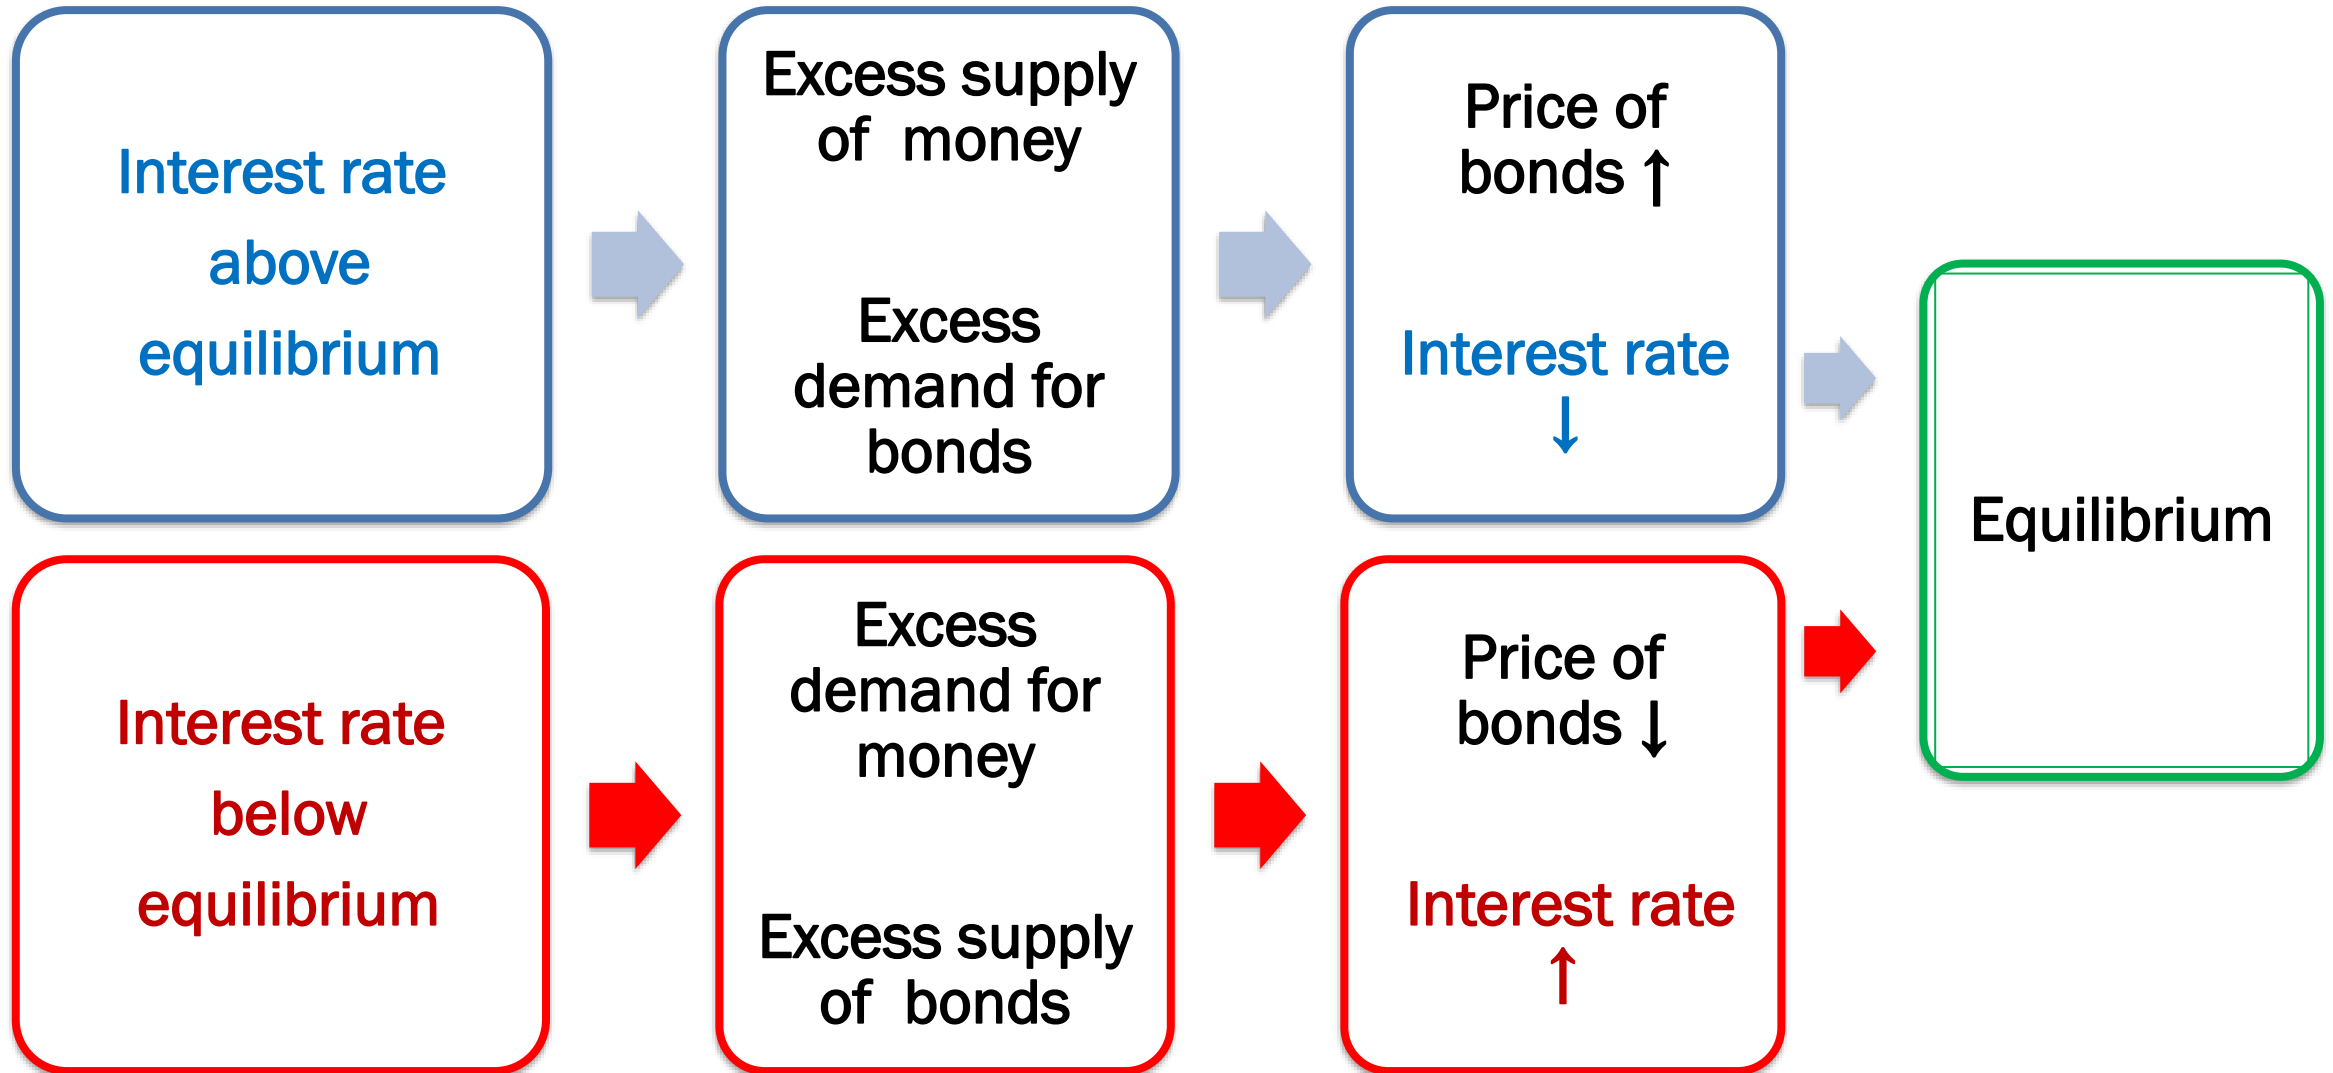 Interest rate
above
equilibrium
Excess supply
of money
Excess
demand for
bonds
Price of
bonds ↑
Interest rate
↓
Equilibrium
Interest rate
below
equilibrium
Excess
demand for
money
Excess supply
of bonds
Price of
bonds ↓
Interest rate
↑